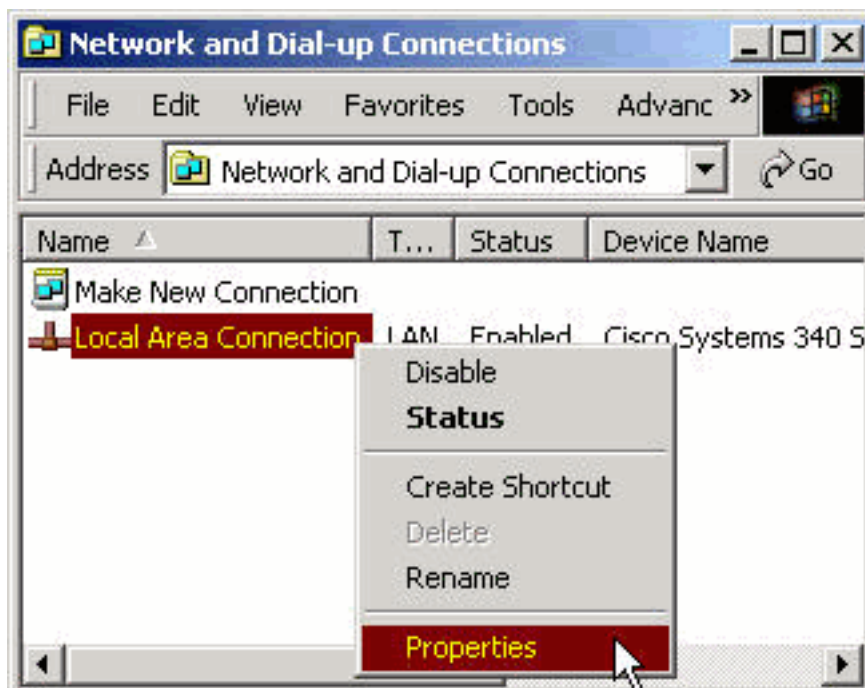 Network and Dial-up Connections
File Edit View Favorites Tools Advanc »
Address Network and Dial-up Connections Go
Name T... Status Device Name
Make New Connection
Local Area Connection LAN Enabled Cisco Systems 340 S
Disable
Status
Create Shortcut
Delete
Rename
Properties